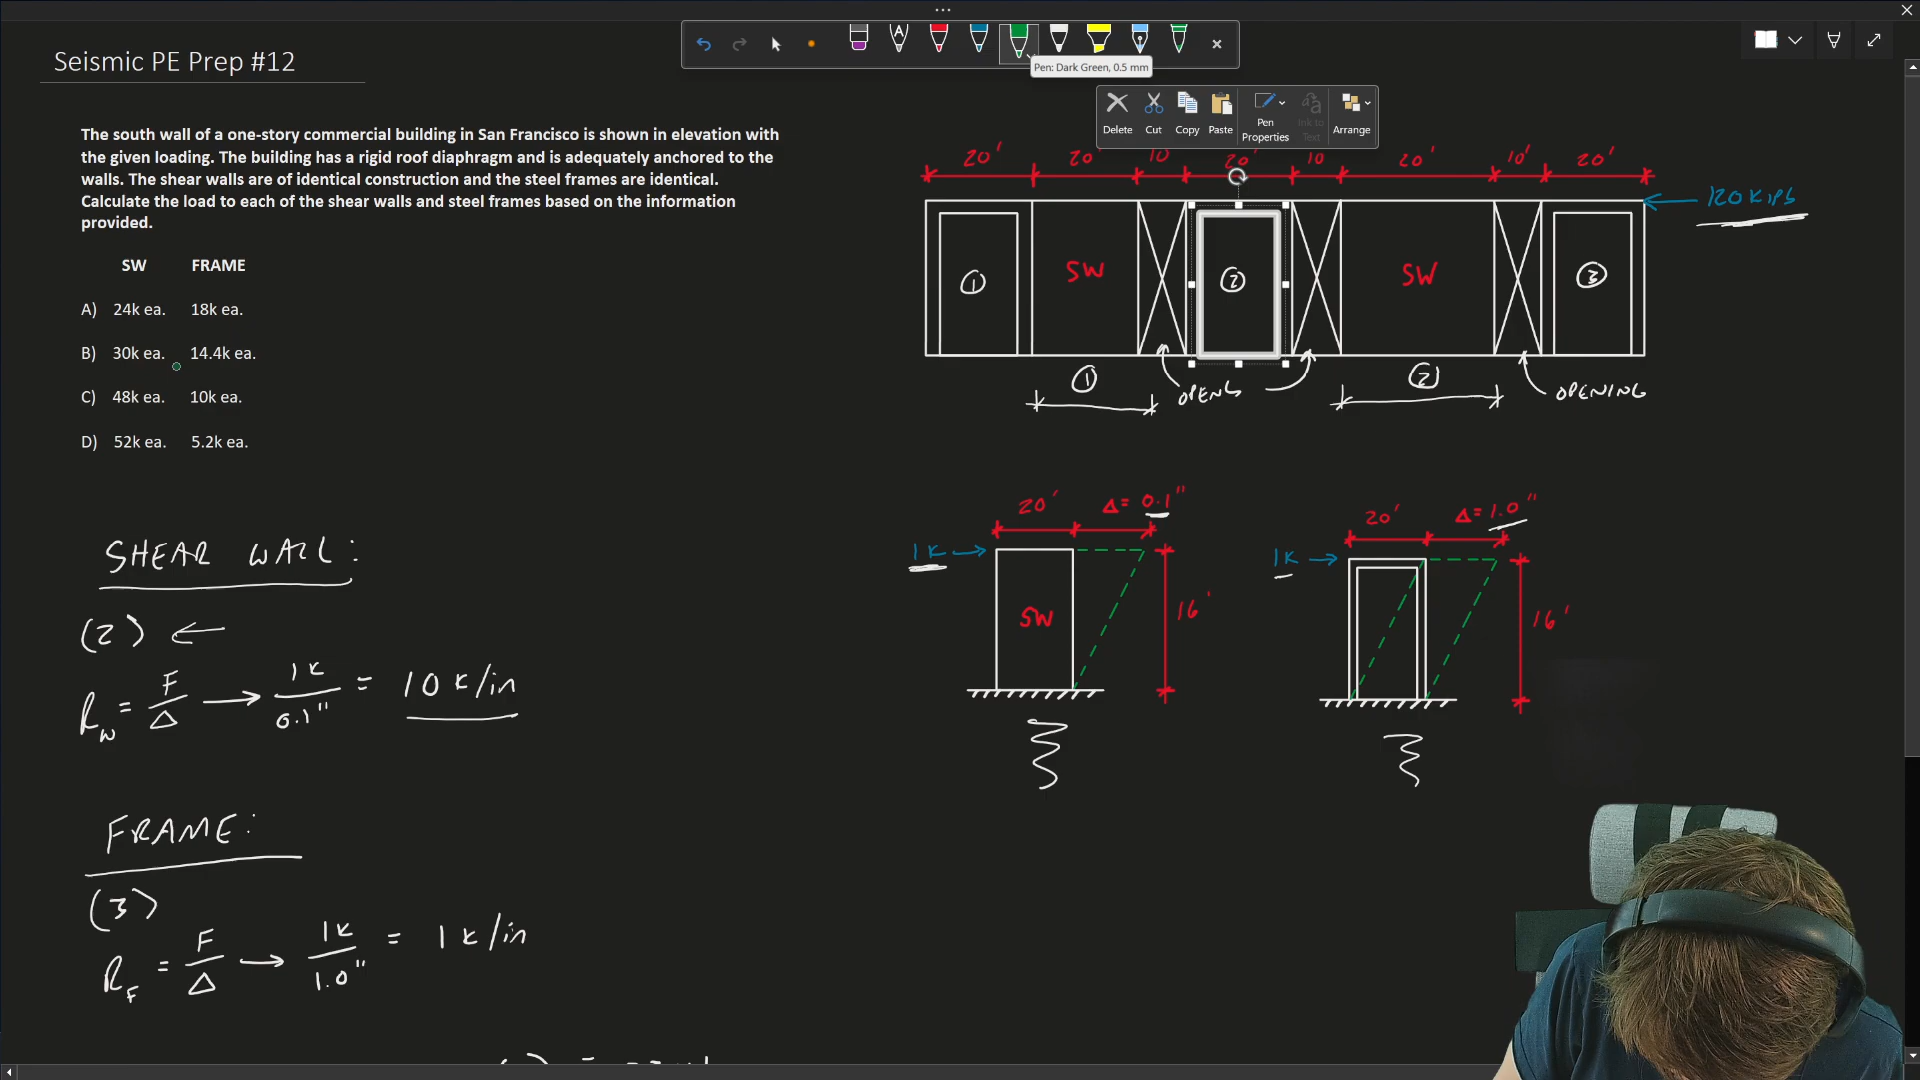 Seismic PE Prep #12
Pen: Dark Green, 0.5 mm
Delete
Cut
Copy
Paste
Pen Properties
Ink to Text
Arrange
The south wall of a one-story commercial building in San Francisco is shown in elevation with
the given loading. The building has a rigid roof diaphragm and is adequately anchored to the
walls. The shear walls are of identical construction and the steel frames are identical.
Calculate the load to each of the shear walls and steel frames based on the information
provided.
SW FRAME
A) 24k ea. 18k ea.
B) 30k ea. 14.4k ea.
C) 48k ea. 10k ea.
D) 52k ea. 5.2k ea.
20' 20' 10 20' 10 20' 10' 20'
120 KIPS
1 SW 2 SW 3
1 OPEN'G 2 OPENING
20' Δ= 0.1"
1K
SW
16'
20' Δ= 1.0"
1K
16'
SHEAR WALL:
(2) ←
R_W = F/Δ → 1K/0.1" = 10 K/in
FRAME:
(3)
R_F = F/Δ → 1K/1.0" = 1 K/in